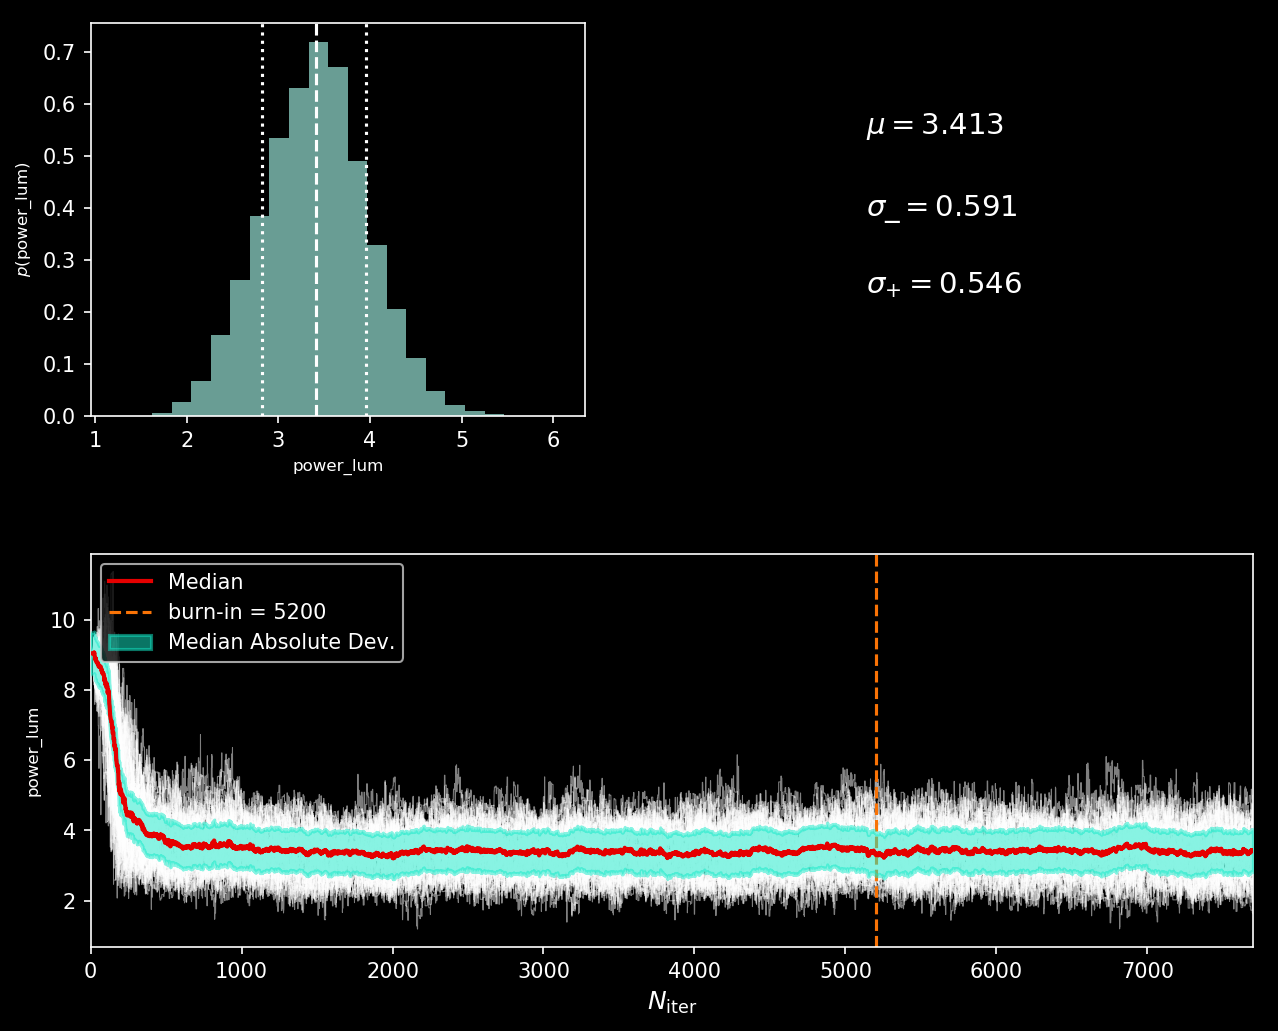 0.7
0.6
0.5
0.4
0.3
0.2
0.1
0.0
p(power_lum)
1 2 3 4 5 6
power_lum
μ = 3.413
σ_ = 0.591
σ+ = 0.546
Median
burn-in = 5200
Median Absolute Dev.
10
8
6
4
2
power_lum
0 1000 2000 3000 4000 5000 6000 7000
Niter